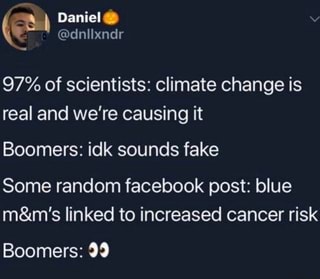 Daniel🎃
@dnllxndr
97% of scientists: climate change is
real and we're causing it
Boomers: idk sounds fake
Some random facebook post: blue
m&m's linked to increased cancer risk
Boomers: 👀